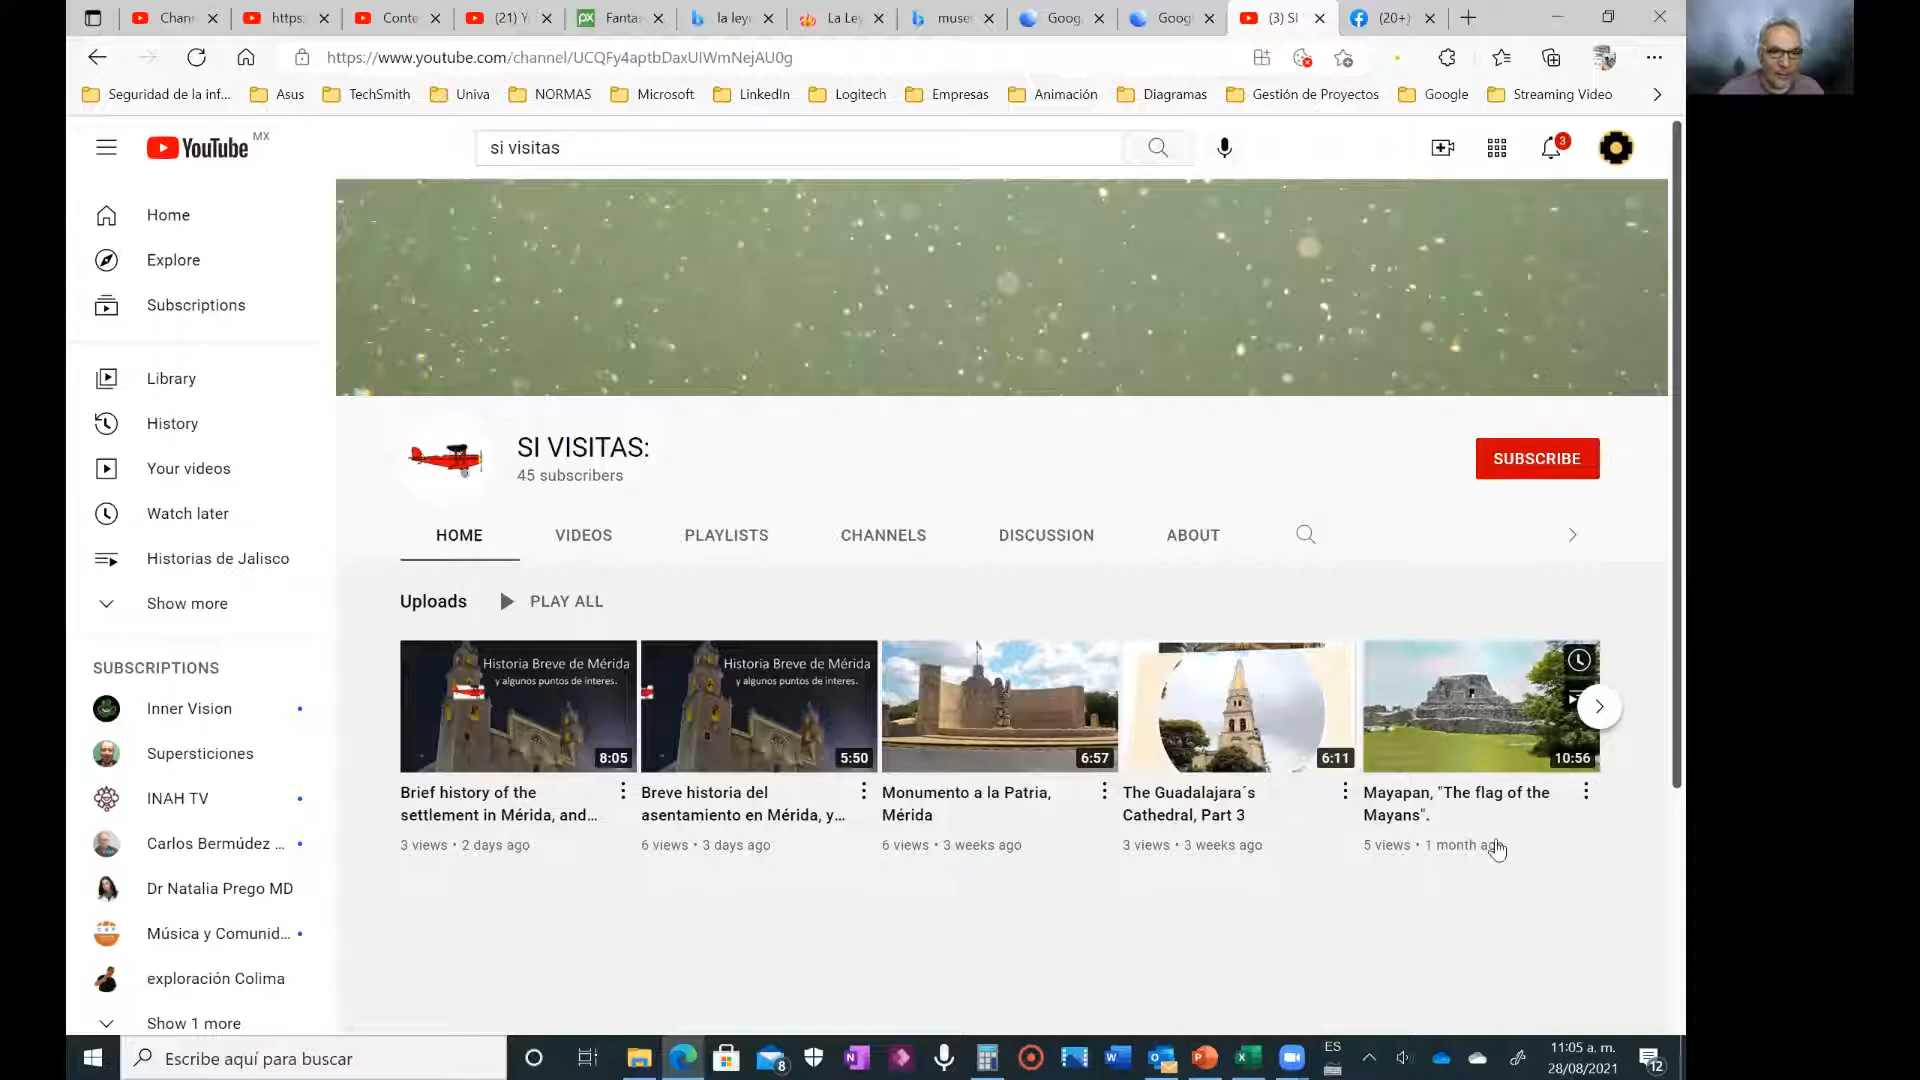 Chann
https:
Conte
(21) Y
Fanta
la ley
La Ley
muse
Goog
Goog
(3) SI
(20+)
https://www.youtube.com/channel/UCQFy4aptbDaxUIWmNejAU0g
Seguridad de la inf...
Asus
TechSmith
Univa
NORMAS
Microsoft
LinkedIn
Logitech
Empresas
Animación
Diagramas
Gestión de Proyectos
Google
Streaming Video
YouTube MX
si visitas
3
Home
Explore
Subscriptions
Library
History
Your videos
Watch later
Historias de Jalisco
Show more
SUBSCRIPTIONS
Inner Vision
Supersticiones
INAH TV
Carlos Bermúdez ...
Dr Natalia Prego MD
Música y Comunid...
exploración Colima
Show 1 more
SI VISITAS:
45 subscribers
SUBSCRIBE
HOME
VIDEOS
PLAYLISTS
CHANNELS
DISCUSSION
ABOUT
Uploads
PLAY ALL
Historia Breve de Mérida
y algunos puntos de interes.
8:05
Brief history of the
settlement in Mérida, and...
3 views • 2 days ago
Historia Breve de Mérida
y algunos puntos de interes.
5:50
Breve historia del
asentamiento en Mérida, y...
6 views • 3 days ago
6:57
Monumento a la Patria,
Mérida
6 views • 3 weeks ago
6:11
The Guadalajara´s
Cathedral, Part 3
3 views • 3 weeks ago
10:56
Mayapan, "The flag of the
Mayans".
5 views • 1 month ago
Escribe aquí para buscar
8
ES
11:05 a. m.
28/08/2021
12